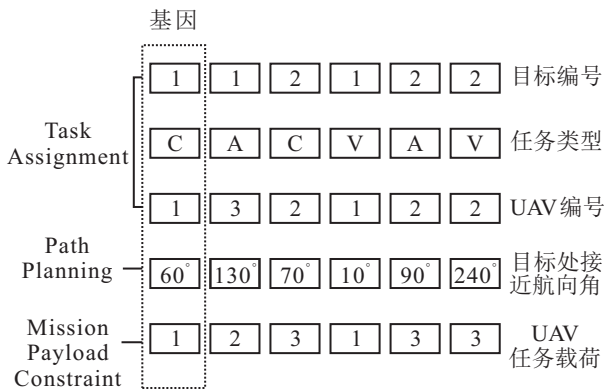 基因
1 1 2 1 2 2 目标编号
Task
Assignment
C A C V A V 任务类型
1 3 2 1 2 2 UAV编号
Path
Planning
60° 130° 70° 10° 90° 240° 目标处接
近航向角
Mission
Payload
Constraint
1 2 3 1 3 3 UAV
任务载荷